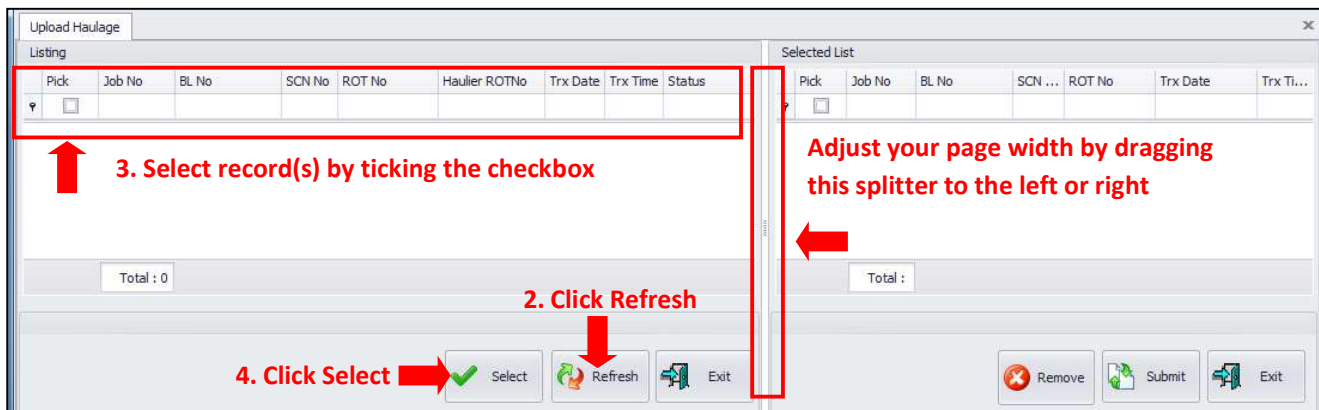 Upload Haulage
Listing
Selected List
Pick Job No BL No SCN No ROT No Haulier ROTNo Trx Date Trx Time Status
Pick Job No BL No SCN ... ROT No Trx Date Trx Ti...
3. Select record(s) by ticking the checkbox
Adjust your page width by dragging
this splitter to the left or right
Total : 0
Total :
2. Click Refresh
4. Click Select
Select Refresh Exit
Remove Submit Exit